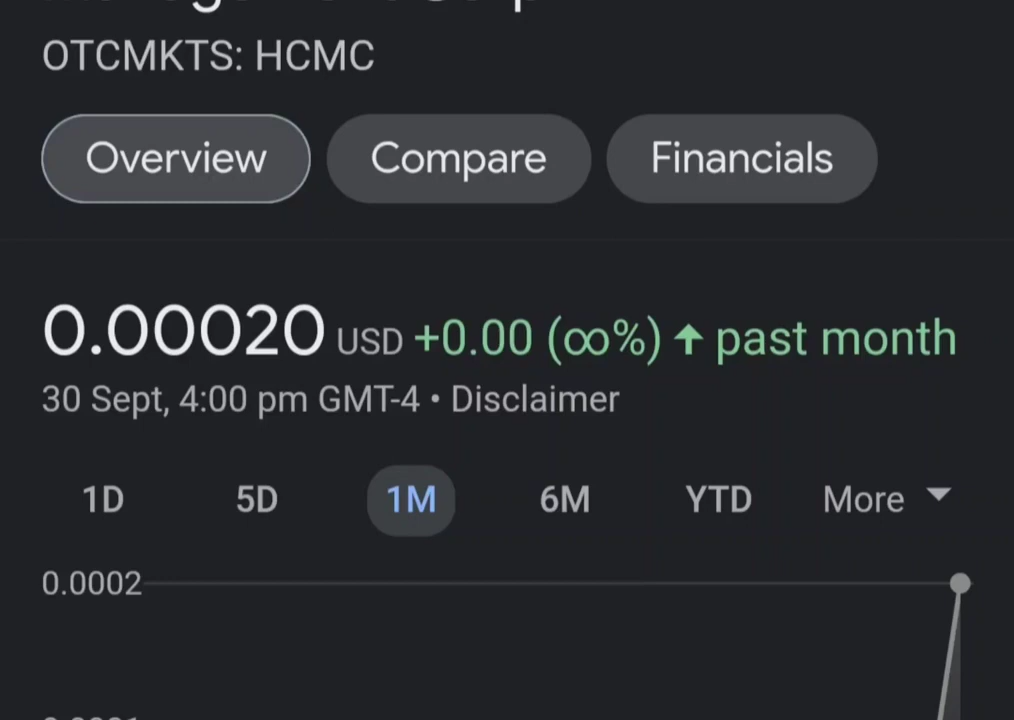 OTCMKTS: HCMC
Overview Compare Financials
0.00020 USD +0.00 (∞%) ↑ past month
30 Sept, 4:00 pm GMT-4 • Disclaimer
1D 5D 1M 6M YTD More
0.0002